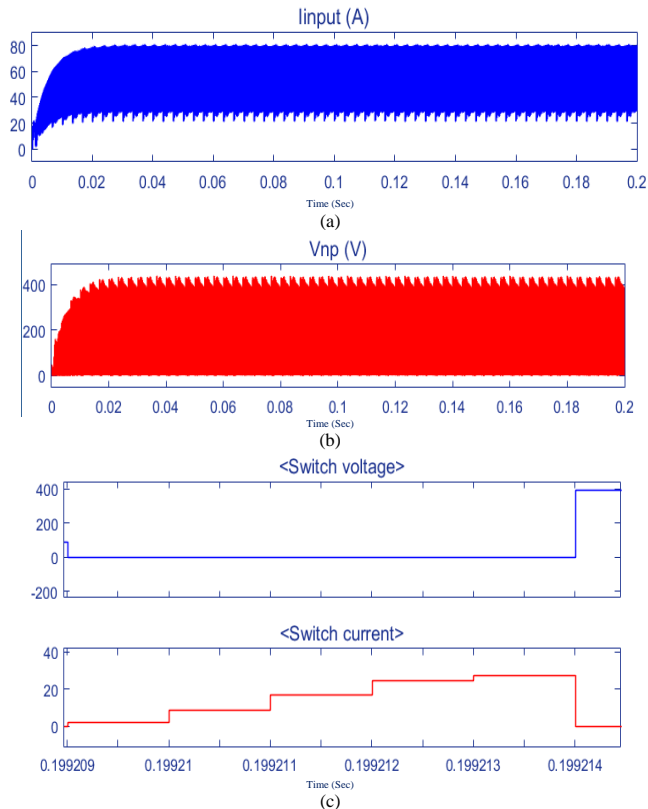 Iinput (A)
80
60
40
20
0
0 0.02 0.04 0.06 0.08 0.1 0.12 0.14 0.16 0.18 0.2
Time (Sec)
(a)
Vnp (V)
400
200
0
0 0.02 0.04 0.06 0.08 0.1 0.12 0.14 0.16 0.18 0.2
Time (Sec)
(b)
<Switch voltage>
400
200
0
-200
<Switch current>
40
20
0
0.199209 0.19921 0.199211 0.199212 0.199213 0.199214
Time (Sec)
(c)